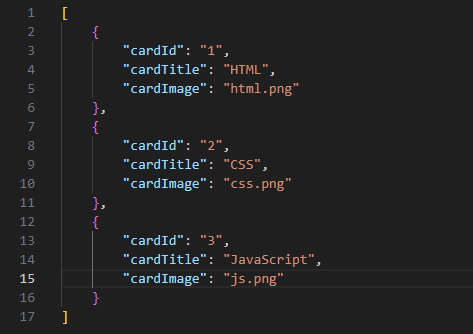 1 [
2 {
3 "cardId": "1",
4 "cardTitle": "HTML",
5 "cardImage": "html.png"
6 },
7 {
8 "cardId": "2",
9 "cardTitle": "CSS",
10 "cardImage": "css.png"
11 },
12 {
13 "cardId": "3",
14 "cardTitle": "JavaScript",
15 "cardImage": "js.png"
16 }
17 ]